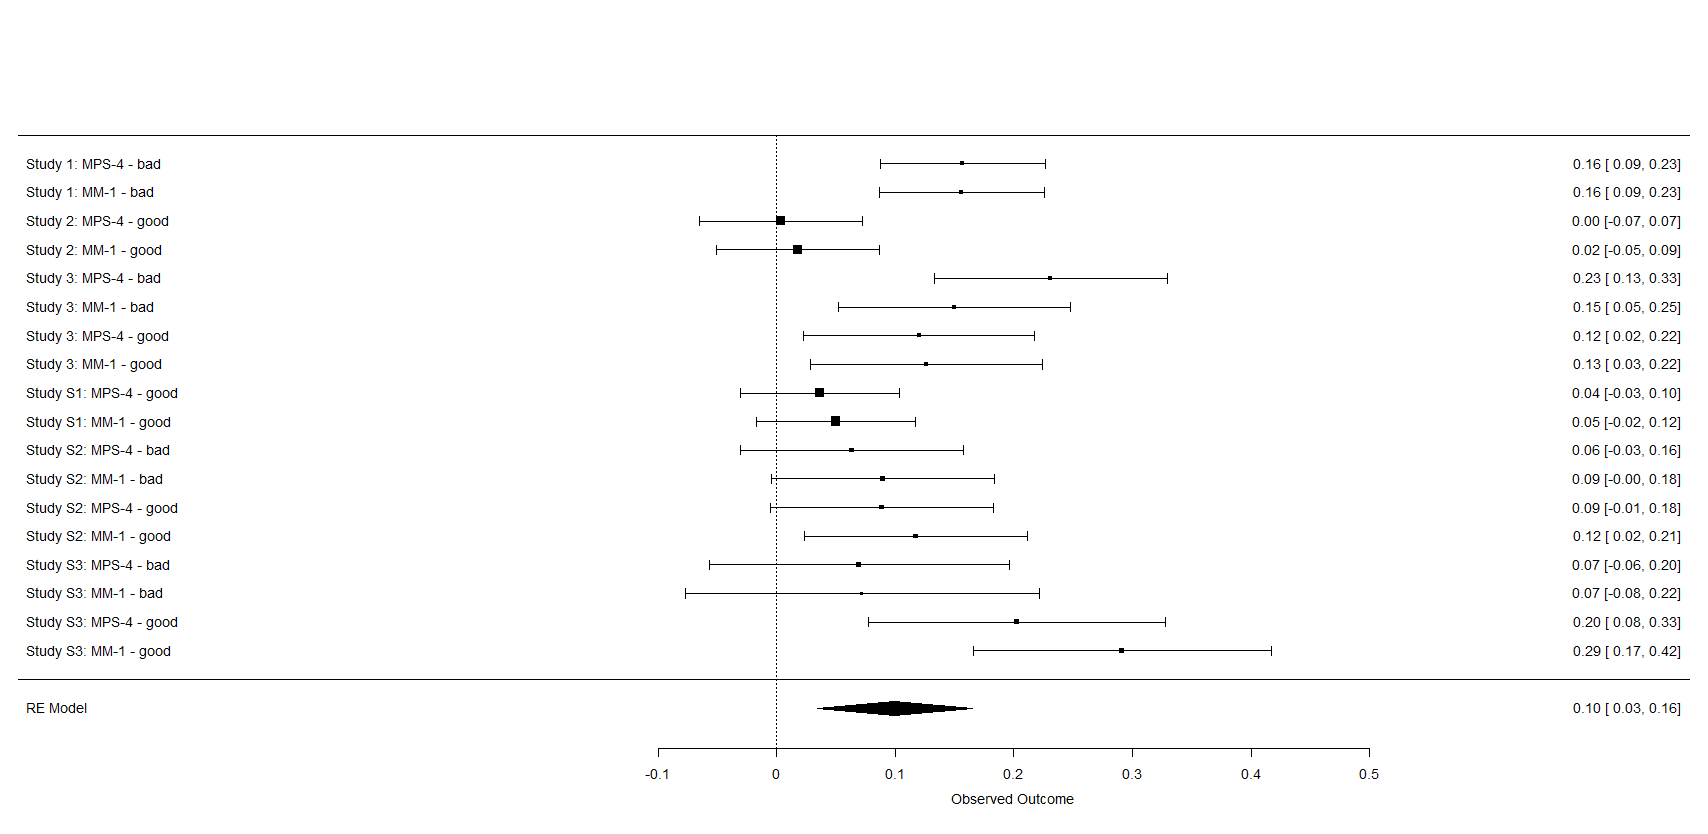 Study 1: MPS-4 - bad 0.16 [ 0.09, 0.23]
Study 1: MM-1 - bad 0.16 [ 0.09, 0.23]
Study 2: MPS-4 - good 0.00 [-0.07, 0.07]
Study 2: MM-1 - good 0.02 [-0.05, 0.09]
Study 3: MPS-4 - bad 0.23 [ 0.13, 0.33]
Study 3: MM-1 - bad 0.15 [ 0.05, 0.25]
Study 3: MPS-4 - good 0.12 [ 0.02, 0.22]
Study 3: MM-1 - good 0.13 [ 0.03, 0.22]
Study S1: MPS-4 - good 0.04 [-0.03, 0.10]
Study S1: MM-1 - good 0.05 [-0.02, 0.12]
Study S2: MPS-4 - bad 0.06 [-0.03, 0.16]
Study S2: MM-1 - bad 0.09 [-0.00, 0.18]
Study S2: MPS-4 - good 0.09 [-0.01, 0.18]
Study S2: MM-1 - good 0.12 [ 0.02, 0.21]
Study S3: MPS-4 - bad 0.07 [-0.06, 0.20]
Study S3: MM-1 - bad 0.07 [-0.08, 0.22]
Study S3: MPS-4 - good 0.20 [ 0.08, 0.33]
Study S3: MM-1 - good 0.29 [ 0.17, 0.42]
RE Model 0.10 [ 0.03, 0.16]
-0.1 0 0.1 0.2 0.3 0.4 0.5
Observed Outcome